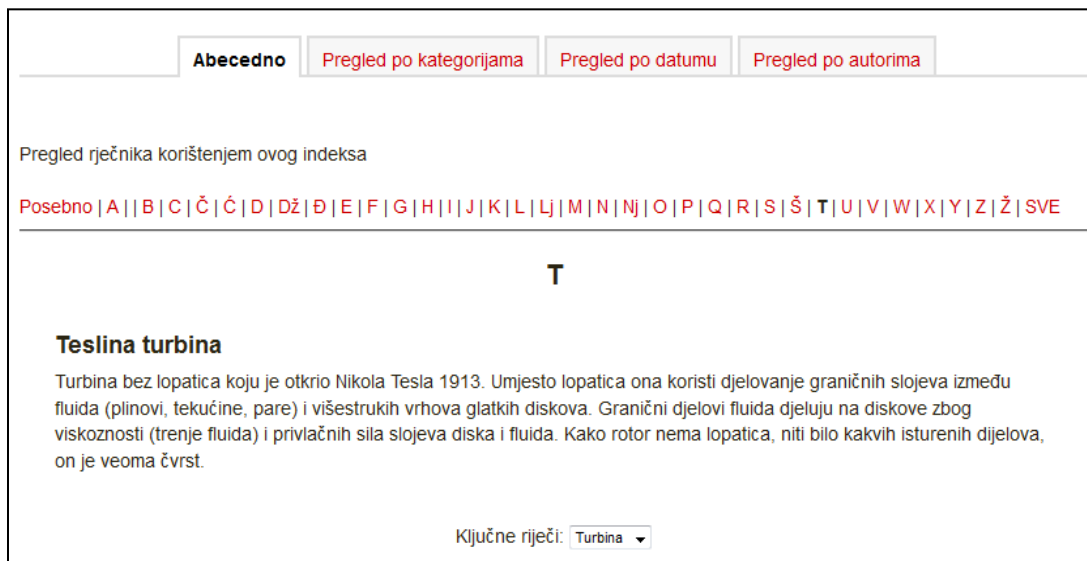 Abecedno Pregled po kategorijama Pregled po datumu Pregled po autorima
Pregled rječnika korištenjem ovog indeksa
Posebno | A | | B | C | Č | Ć | D | Dž | Đ | E | F | G | H | I | J | K | L | Lj | M | N | Nj | O | P | Q | R | S | Š | T | U | V | W | X | Y | Z | Ž | SVE
T
Teslina turbina
Turbina bez lopatica koju je otkrio Nikola Tesla 1913. Umjesto lopatica ona koristi djelovanje graničnih slojeva između
fluida (plinovi, tekućine, pare) i višestrukih vrhova glatkih diskova. Granični djelovi fluida djeluju na diskove zbog
viskoznosti (trenje fluida) i privlačnih sila slojeva diska i fluida. Kako rotor nema lopatica, niti bilo kakvih isturenih dijelova,
on je veoma čvrst.
Ključne riječi: Turbina